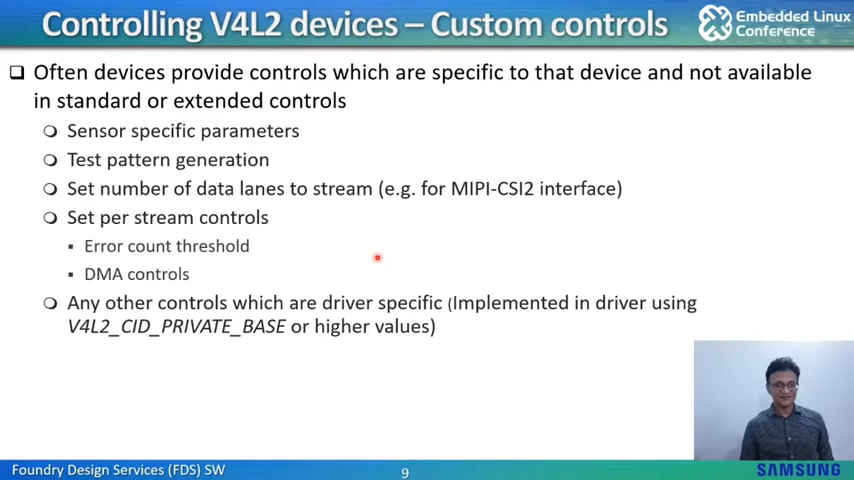 Controlling V4L2 devices – Custom controls
Embedded Linux
Conference
Often devices provide controls which are specific to that device and not available
in standard or extended controls
Sensor specific parameters
Test pattern generation
Set number of data lanes to stream (e.g. for MIPI-CSI2 interface)
Set per stream controls
Error count threshold
DMA controls
Any other controls which are driver specific (Implemented in driver using
V4L2_CID_PRIVATE_BASE or higher values)
Foundry Design Services (FDS) SW
9
SAMSUNG